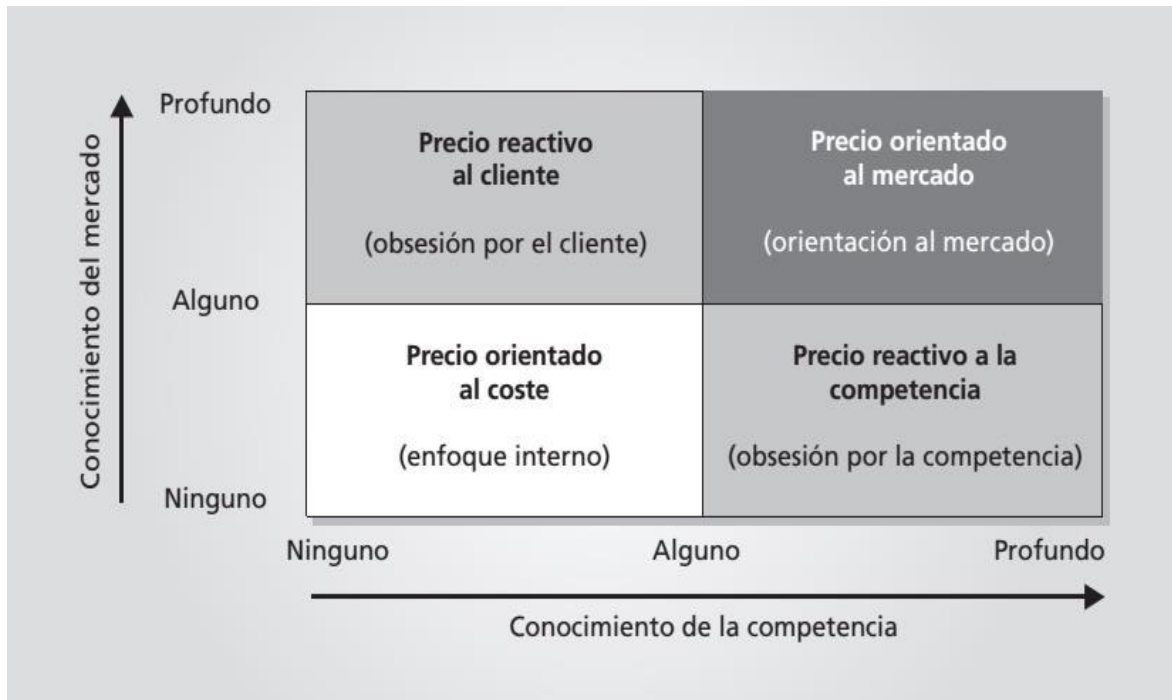 Conocimiento del mercado
Profundo
Alguno
Ninguno
Precio reactivo
al cliente
(obsesión por el cliente)
Precio orientado
al mercado
(orientación al mercado)
Precio orientado
al coste
(enfoque interno)
Precio reactivo a la
competencia
(obsesión por la competencia)
Ninguno
Alguno
Profundo
Conocimiento de la competencia